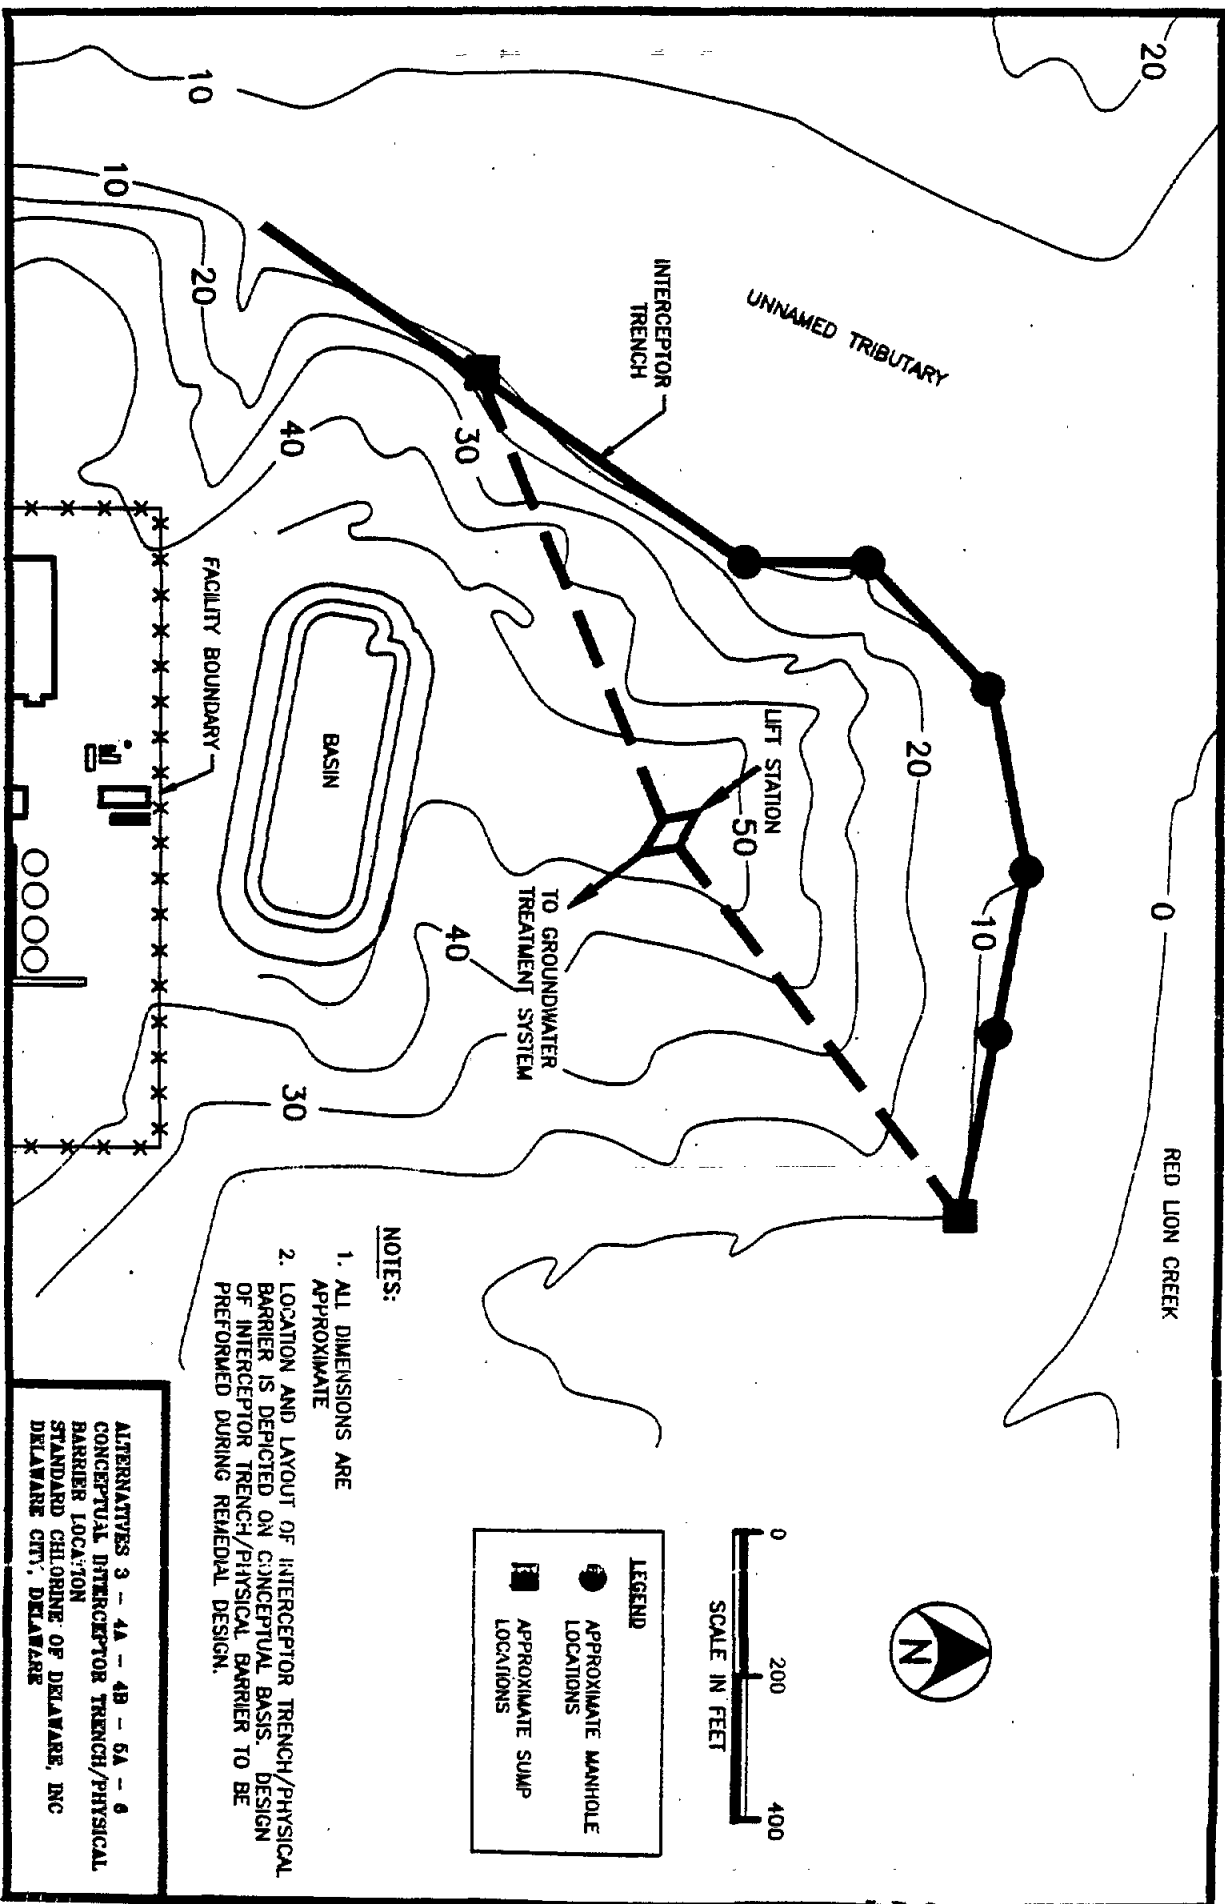 20
10
10
20
UNNAMED TRIBUTARY
INTERCEPTOR
TRENCH
30
40
0
RED LION CREEK
20
10
LIFT STATION
50
TO GROUNDWATER
TREATMENT SYSTEM
40
30
BASIN
FACILITY BOUNDARY
N
0 200 400
SCALE IN FEET
LEGEND
APPROXIMATE MANHOLE
LOCATIONS
APPROXIMATE SUMP
LOCATIONS
NOTES:
1. ALL DIMENSIONS ARE
APPROXIMATE
2. LOCATION AND LAYOUT OF INTERCEPTOR TRENCH/PHYSICAL
BARRIER IS DEPICTED ON CONCEPTUAL BASIS. DESIGN
OF INTERCEPTOR TRENCH/PHYSICAL BARRIER TO BE
PREFORMED DURING REMEDIAL DESIGN.
ALTERNATIVES 3 - 4A - 4B - 5A - 6
CONCEPTUAL INTERCEPTOR TRENCH/PHYSICAL
BARRIER LOCATION
STANDARD CHLORINE OF DELAWARE, INC
DELAWARE CITY, DELAWARE